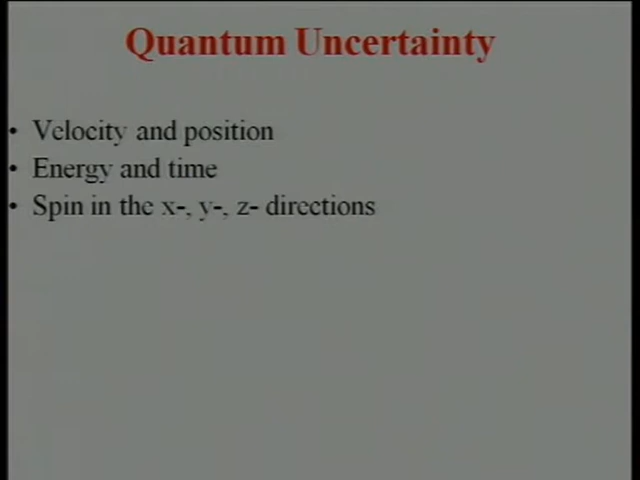 Quantum Uncertainty
• Velocity and position
• Energy and time
• Spin in the x-, y-, z- directions